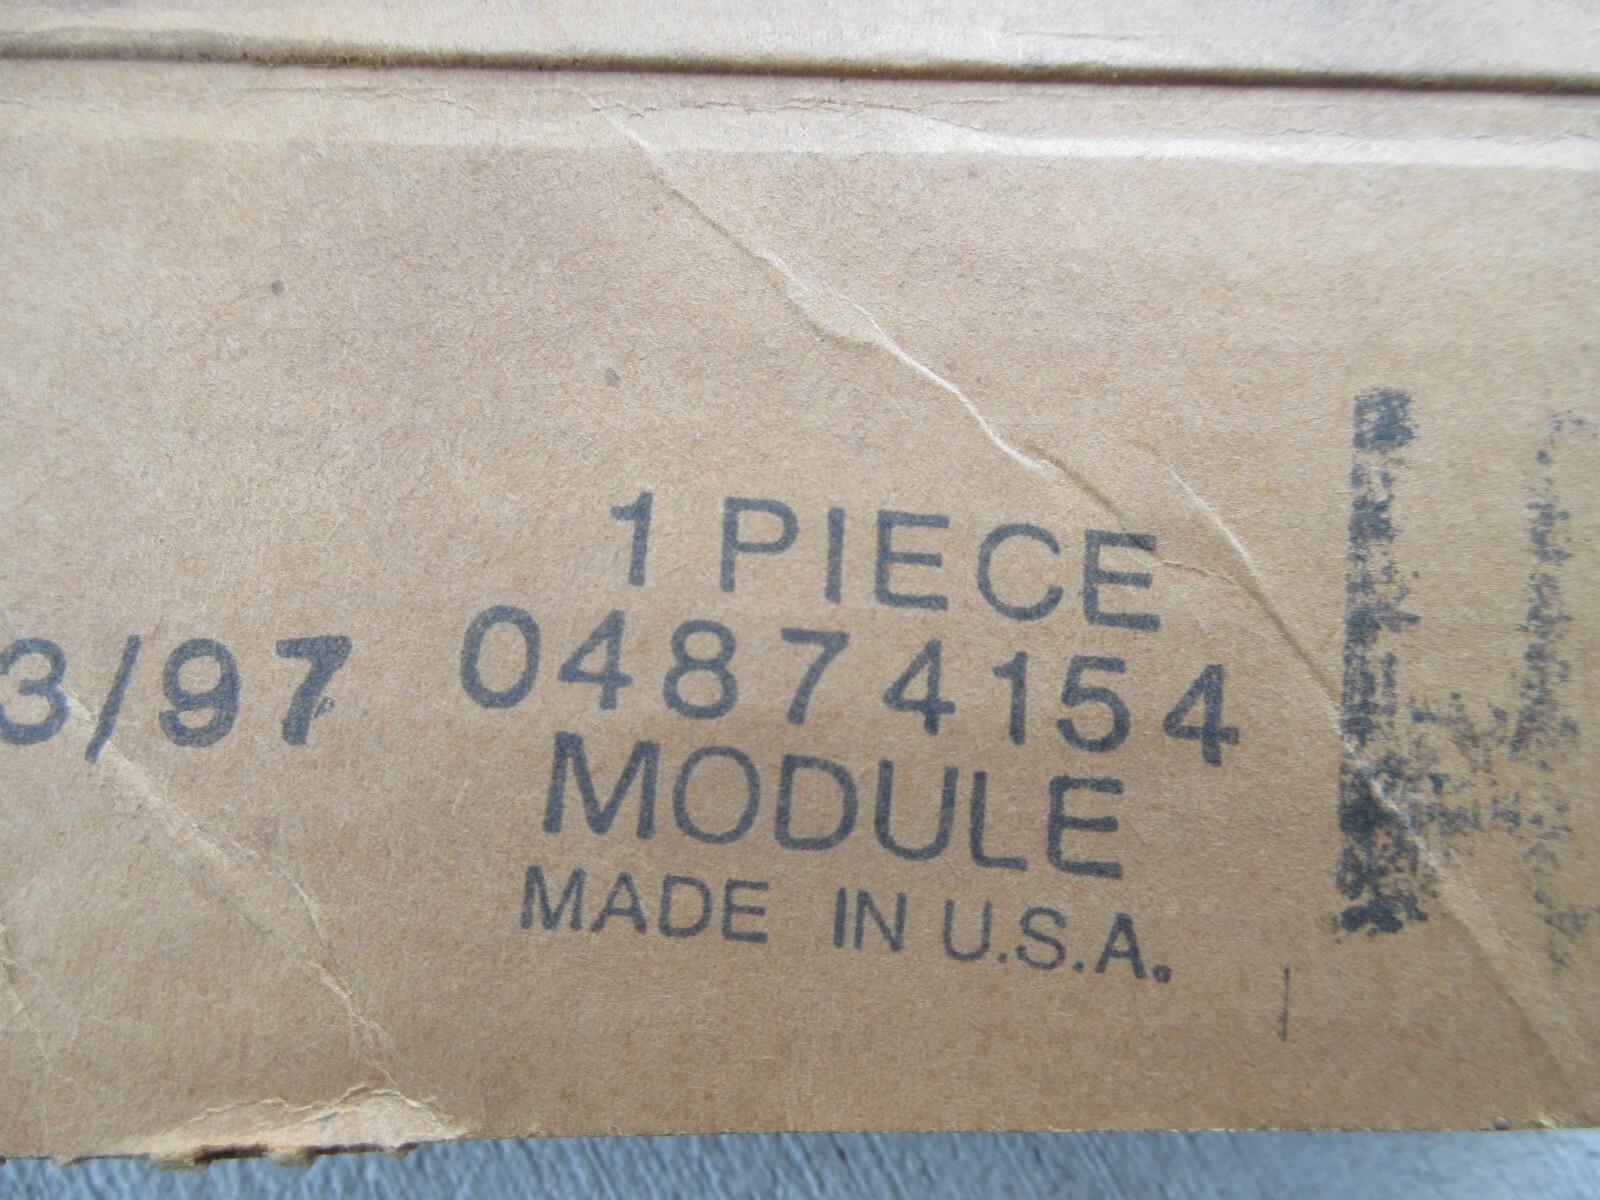 1 PIECE
3/97 04874154
MODULE
MADE IN U.S.A.